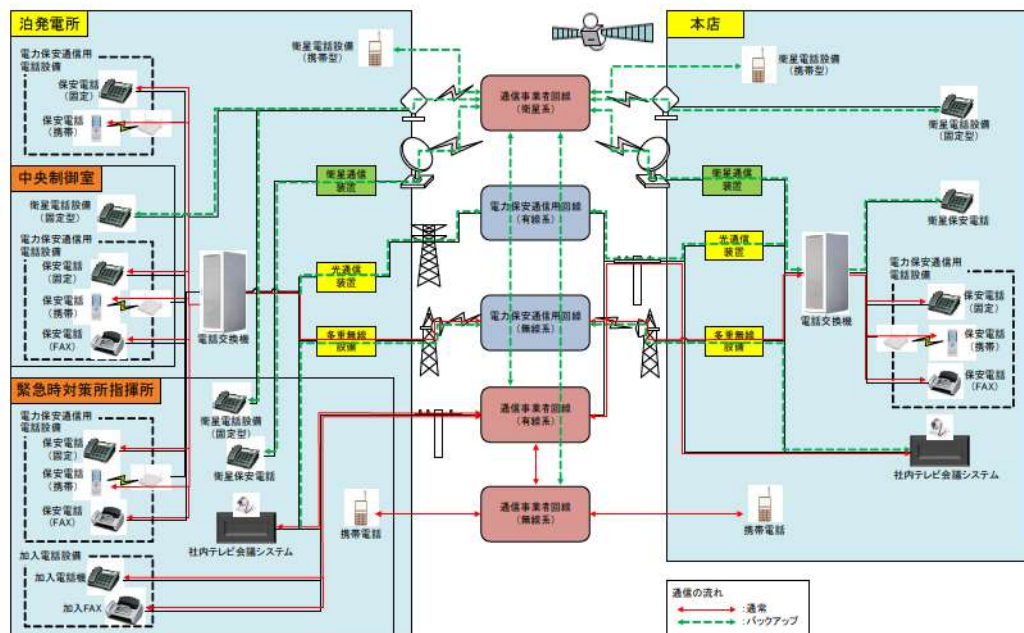 泊発電所
電力保安通信用
電話設備
保安電話
(固定)
保安電話
(携帯)
中央制御室
衛星電話設備
(固定型)
電力保安通信用
電話設備
保安電話
(固定)
保安電話
(携帯)
保安電話
(FAX)
電話交換機
緊急時対策所指揮所
電力保安通信用
電話設備
保安電話
(固定)
保安電話
(携帯)
保安電話
(FAX)
加入電話設備
加入電話機
加入FAX
衛星電話設備
(固定型)
衛星保安電話
社内テレビ会議システム
携帯電話
衛星電話設備
(携帯型)
衛星通信
装置
光通信
装置
多重無線
設備
通信事業者回線
(衛星系)
電力保安通信用回線
(有線系)
電力保安通信用回線
(無線系)
通信事業者回線
(有線系)
通信事業者回線
(無線系)
本店
衛星電話設備
(携帯型)
衛星電話設備
(固定型)
衛星通信
装置
衛星保安電話
光通信
装置
電話交換機
電力保安通信用
電話設備
保安電話
(固定)
保安電話
(携帯)
保安電話
(FAX)
多重無線
設備
社内テレビ会議システム
携帯電話
通信の流れ
:通常
:バックアップ